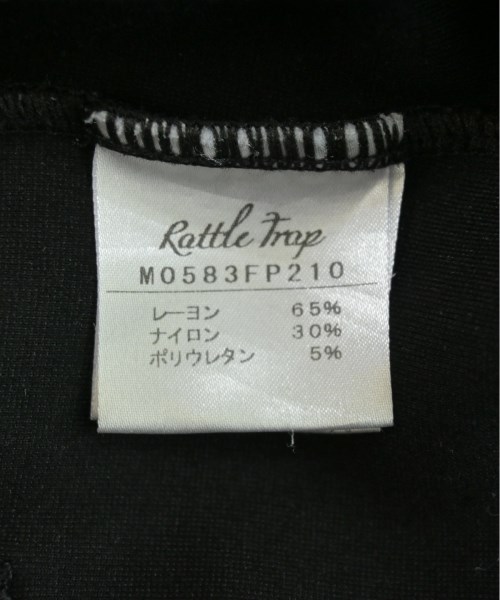 Rattle Trap
M0583FP210
レーヨン 65%
ナイロン 30%
ポリウレタン 5%